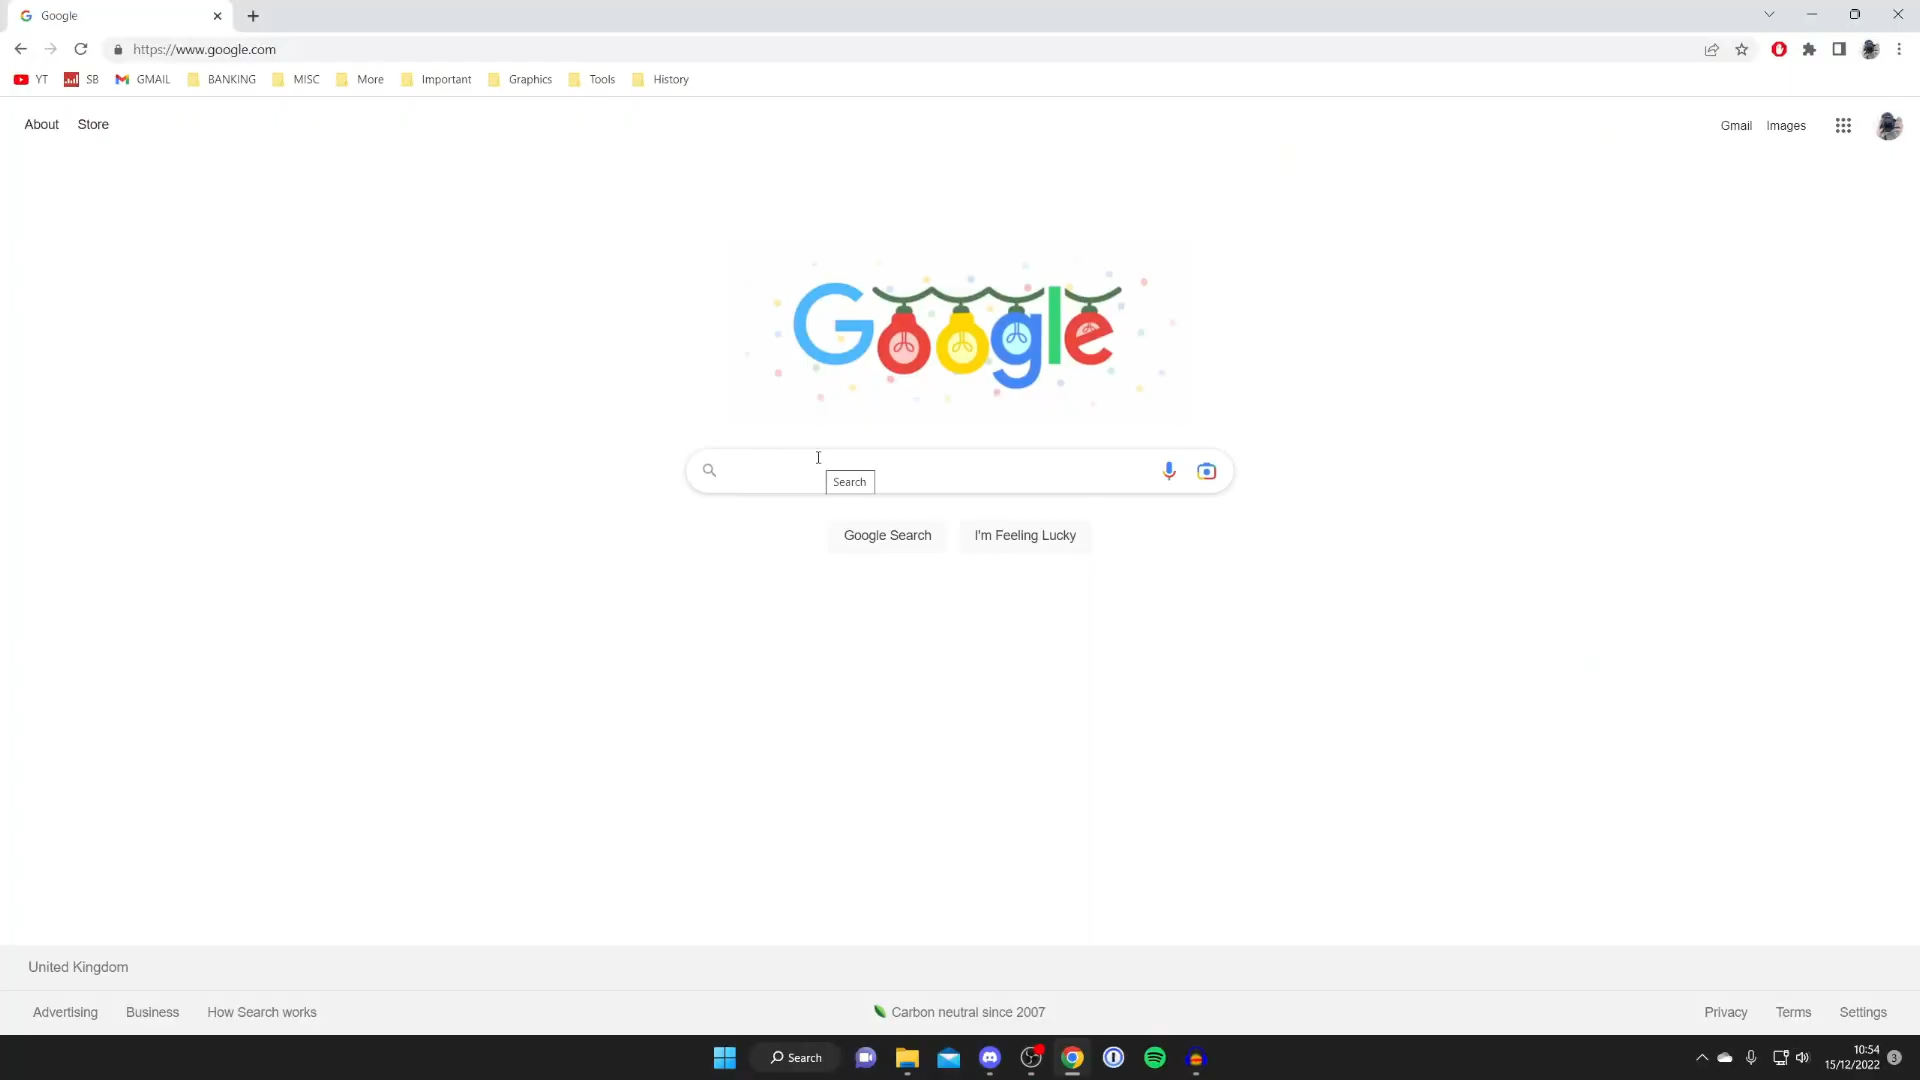 Google
https://www.google.com
YT SB GMAIL BANKING MISC More Important Graphics Tools History
About Store
Gmail Images
Google
Search
Google Search I'm Feeling Lucky
United Kingdom
Advertising Business How Search works
Carbon neutral since 2007
Privacy Terms Settings
Search
10:54
15/12/2022
3